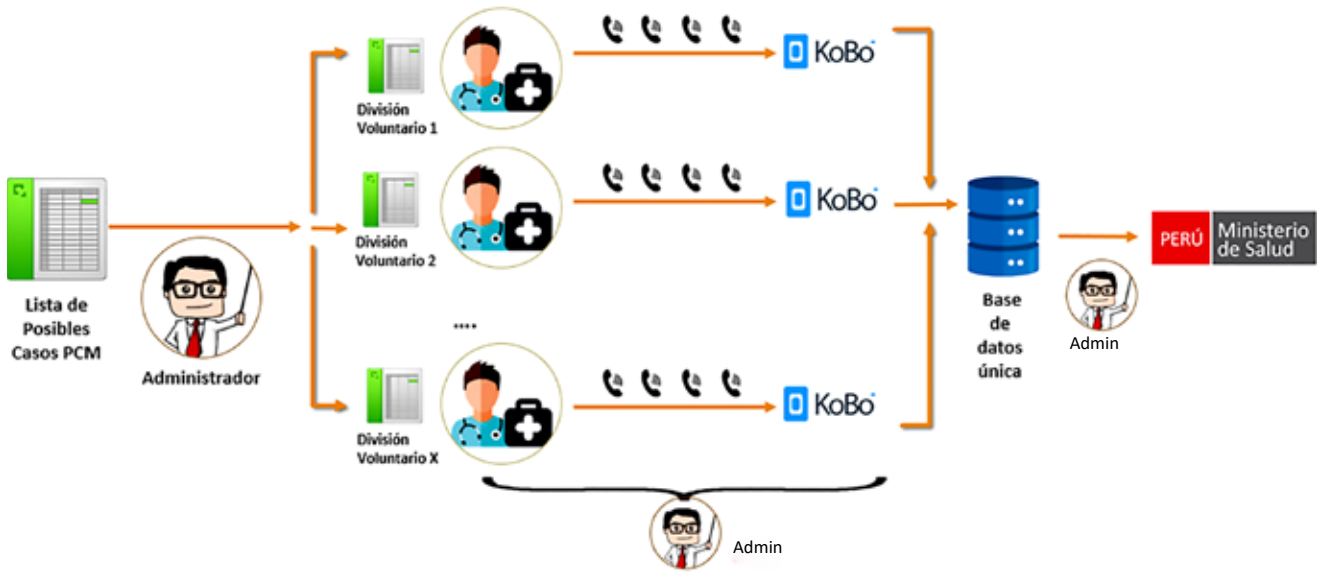 Lista de
Posibles
Casos PCM
Administrador
División
Voluntario 1
KoBo
División
Voluntario 2
KoBo
....
División
Voluntario X
KoBo
Admin
Base
de
datos
única
Admin
PERÚ
Ministerio
de Salud